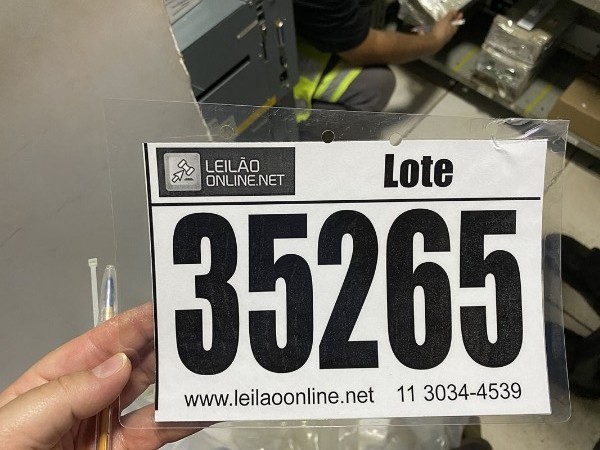 LEILÃO
ONLINE.NET
Lote
35265
www.leilaoonline.net 11 3034-4539